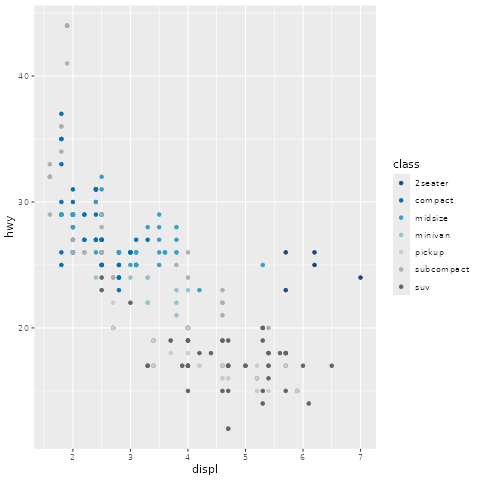 40
30
20
hwy
2 3 4 5 6 7
displ
class
2seater
compact
midsize
minivan
pickup
subcompact
suv